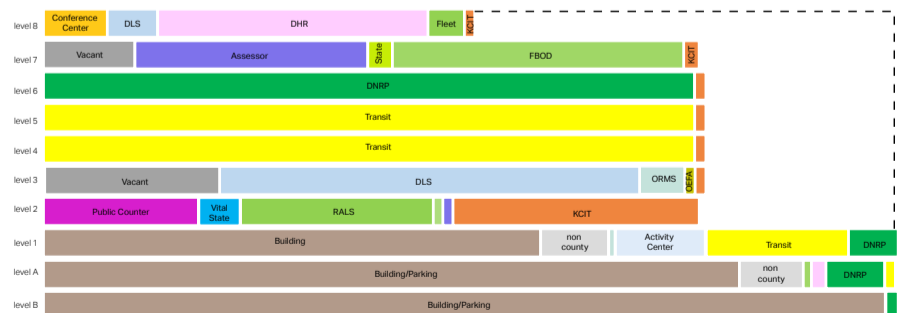 level 8
Conference
Center
DLS
DHR
Fleet
KCIT
level 7
Vacant
Assessor
State
FBOD
KCIT
level 6
DNRP
level 5
Transit
level 4
Transit
level 3
Vacant
DLS
ORMS
OEFA
level 2
Public Counter
Vital
State
RALS
KCIT
level 1
Building
non
county
Activity
Center
Transit
DNRP
level A
Building/Parking
non
county
DNRP
level B
Building/Parking